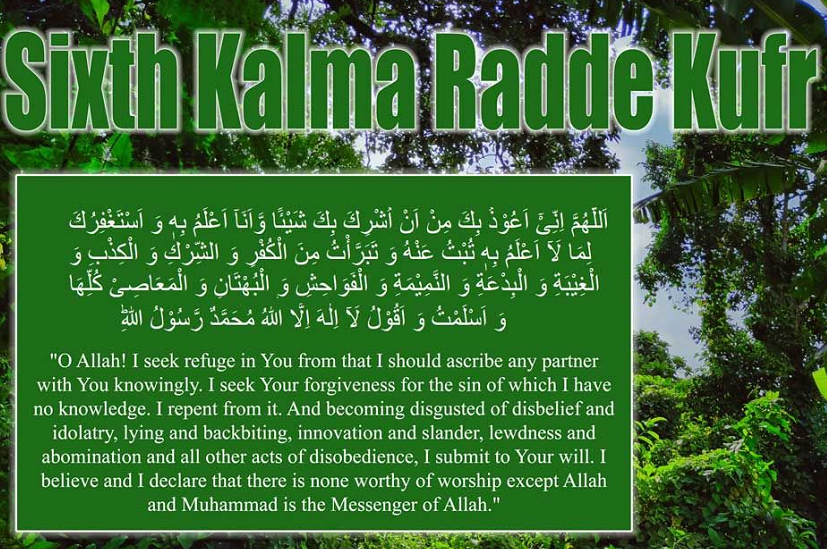 Sixth Kalma Radde Kufr
اَللّٰهُمَّ اِنِّیْٓ اَعُوْذُ بِكَ مِنْ اَنْ اُشْرِكَ بِكَ شَیْئًا وَّاَنَاۤ اَعْلَمُ بِهٖ وَ اَسْتَغْفِرُكَ
لِمَا لَاۤ اَعْلَمُ بِهٖ تُبْتُ عَنْهُ وَ تَبَرَّأْتُ مِنَ الْكُفْرِ وَ الشِّرْكِ وَ الْكِذْبِ وَ
الْغِیْبَةِ وَ الْبِدْعَةِ وَ النَّمِیْمَةِ وَ الْفَوَاحِشِ وَ الْبُهْتَانِ وَ الْمَعَاصِیْ كُلِّهَا
وَ اَسْلَمْتُ وَ اَقُوْلُ لَاۤ اِلٰهَ اِلَّا اللهُ مُحَمَّدٌ رَّسُوْلُ اللهِ
"O Allah! I seek refuge in You from that I should ascribe any partner
with You knowingly. I seek Your forgiveness for the sin of which I have
no knowledge. I repent from it. And becoming disgusted of disbelief and
idolatry, lying and backbiting, innovation and slander, lewdness and
abomination and all other acts of disobedience, I submit to Your will. I
believe and I declare that there is none worthy of worship except Allah
and Muhammad is the Messenger of Allah."